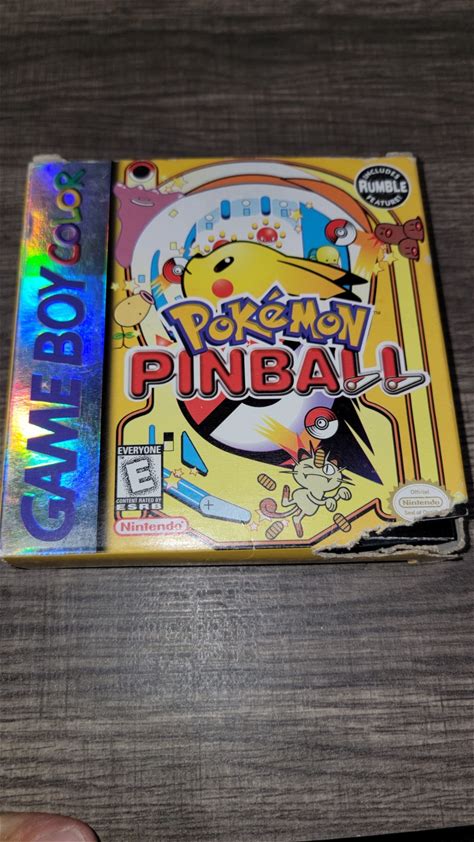 GAME BOY COLOR
INCLUDES
RUMBLE
FEATURE!
POKéMON
PINBALL
EVERYONE
E
CONTENT RATED BY
ESRB
Nintendo
Official
Nintendo
Seal of